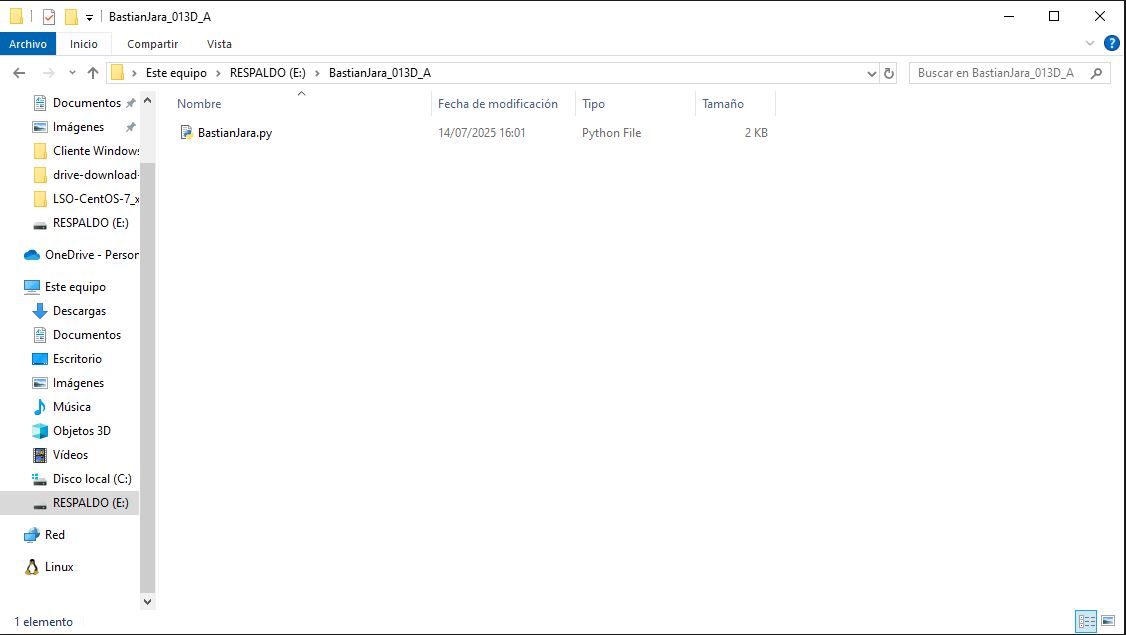 BastianJara_013D_A
Archivo Inicio Compartir Vista
Este equipo RESPALDO (E:) BastianJara_013D_A Buscar en BastianJara_013D_A
Documentos
Imágenes
Cliente Windows
drive-download-
LSO-CentOS-7_x
RESPALDO (E:)
OneDrive - Person
Este equipo
Descargas
Documentos
Escritorio
Imágenes
Música
Objetos 3D
Vídeos
Disco local (C:)
RESPALDO (E:)
Red
Linux
Nombre Fecha de modificación Tipo Tamaño
BastianJara.py 14/07/2025 16:01 Python File 2 KB
1 elemento